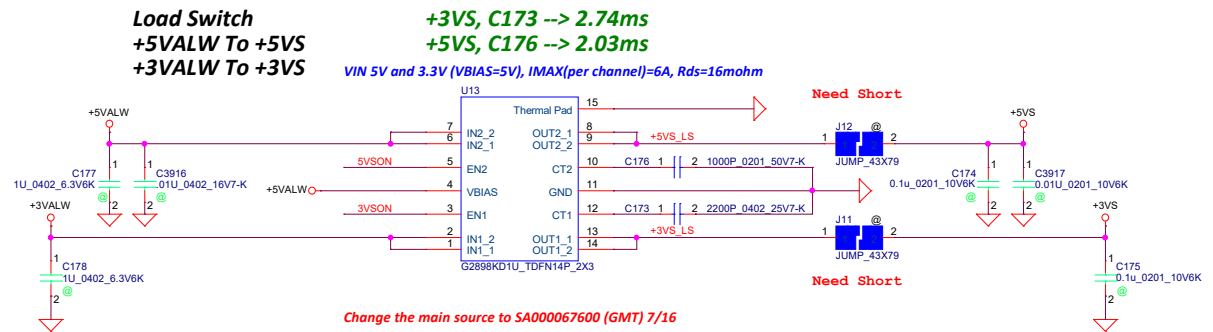 Load Switch
+5VALW To +5VS
+3VALW To +3VS
+3VS, C173 --> 2.74ms
+5VS, C176 --> 2.03ms
VIN 5V and 3.3V (VBIAS=5V), IMAX(per channel)=6A, Rds=16mohm
U13
Thermal Pad
15
Need Short
+5VALW
7
IN2_2
OUT2_1
8
+5VS_LS
J12
@
+5VS
6
IN2_1
OUT2_2
9
1
1
2
2
JUMP_43X79
5VSON
5
EN2
CT2
10
C176
1
2
1000P_0201_50V7-K
C177
1U_0402_6.3V6K
1
2
@
C3916
.01U_0402_16V7-K
1
2
@
+5VALW
4
VBIAS
GND
11
C174
0.1u_0201_10V6K
1
2
@
C3917
0.01U_0201_10V6K
1
2
@
3VSON
3
EN1
CT1
12
C173
1
2
2200P_0402_25V7-K
+3VALW
2
IN1_2
OUT1_1
13
+3VS_LS
J11
@
+3VS
1
IN1_1
OUT1_2
14
1
1
2
2
JUMP_43X79
G2898KD1U_TDFN14P_2X3
C178
1U_0402_6.3V6K
1
2
@
Need Short
C175
0.1u_0201_10V6K
1
2
@
Change the main source to SA000067600 (GMT) 7/16